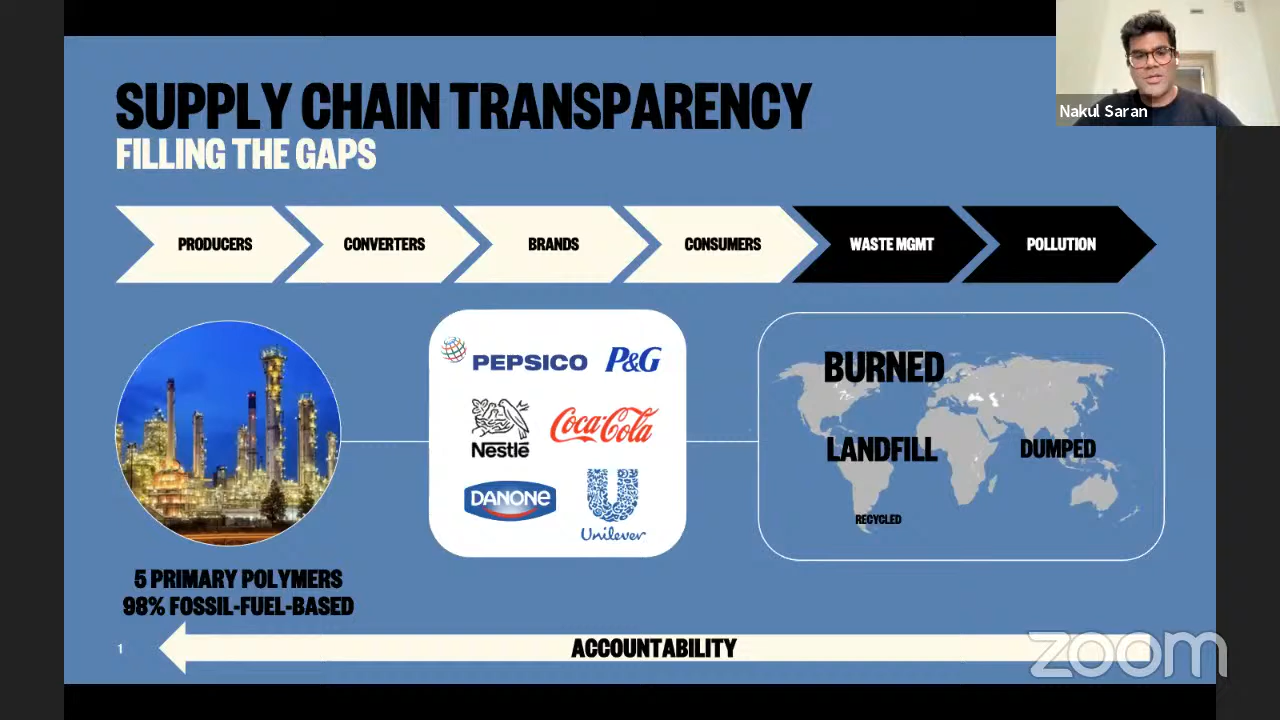 SUPPLY CHAIN TRANSPARENCY
FILLING THE GAPS
Nakul Saran
PRODUCERS
CONVERTERS
BRANDS
CONSUMERS
WASTE MGMT
POLLUTION
PEPSICO
P&G
Nestlé
Coca-Cola
DANONE
Unilever
BURNED
LANDFILL
DUMPED
RECYCLED
5 PRIMARY POLYMERS
98% FOSSIL-FUEL-BASED
1
ACCOUNTABILITY
zoom